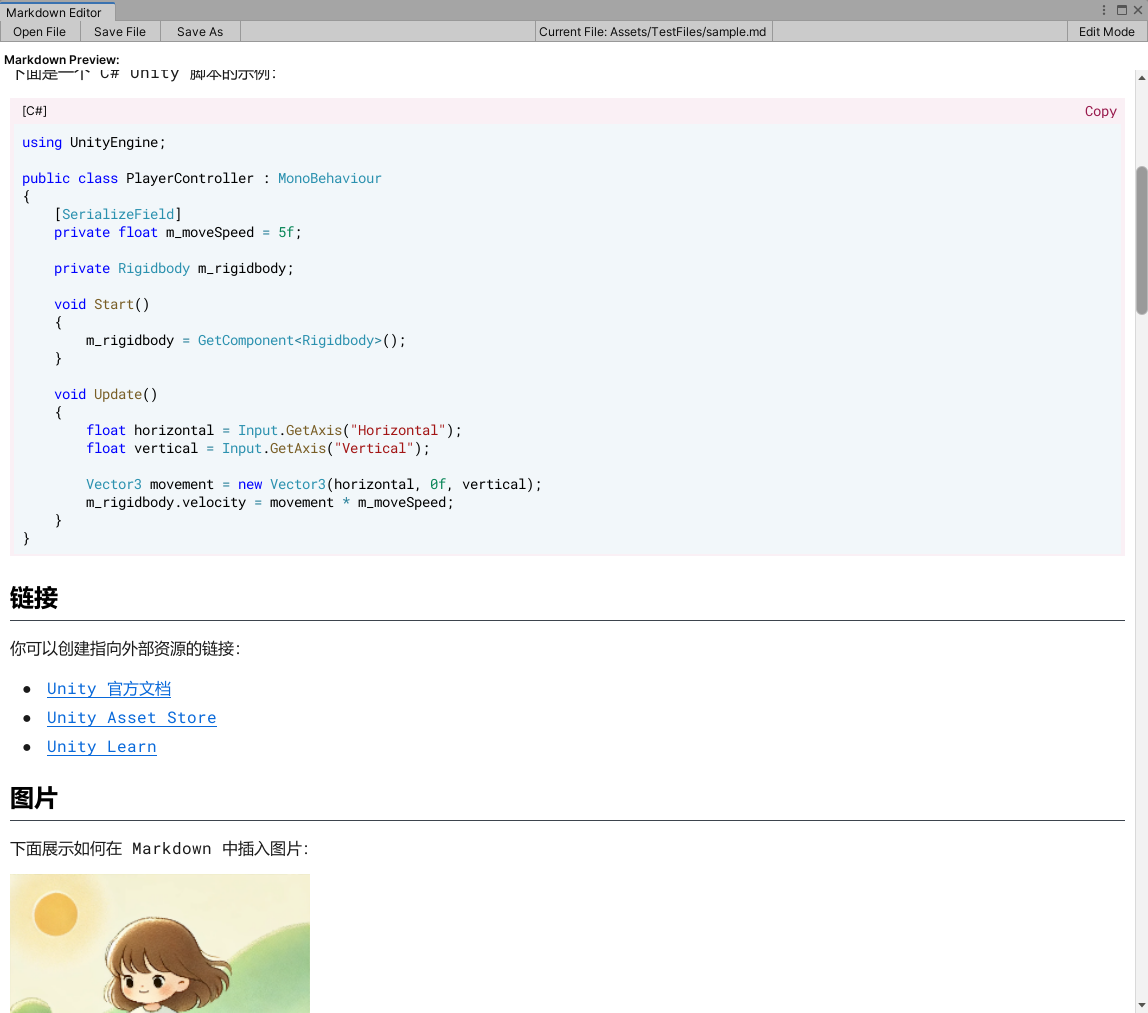 Markdown Editor
Open File Save File Save As Current File: Assets/TestFiles/sample.md Edit Mode
Markdown Preview:
下面是一个 C# Unity 脚本的示例:
[C#] Copy
using UnityEngine;
public class PlayerController : MonoBehaviour
{
    [SerializeField]
    private float m_moveSpeed = 5f;
    private Rigidbody m_rigidbody;
    void Start()
    {
        m_rigidbody = GetComponent<Rigidbody>();
    }
    void Update()
    {
        float horizontal = Input.GetAxis("Horizontal");
        float vertical = Input.GetAxis("Vertical");
        Vector3 movement = new Vector3(horizontal, 0f, vertical);
        m_rigidbody.velocity = movement * m_moveSpeed;
    }
}
链接
你可以创建指向外部资源的链接:
● Unity 官方文档
● Unity Asset Store
● Unity Learn
图片
下面展示如何在 Markdown 中插入图片: